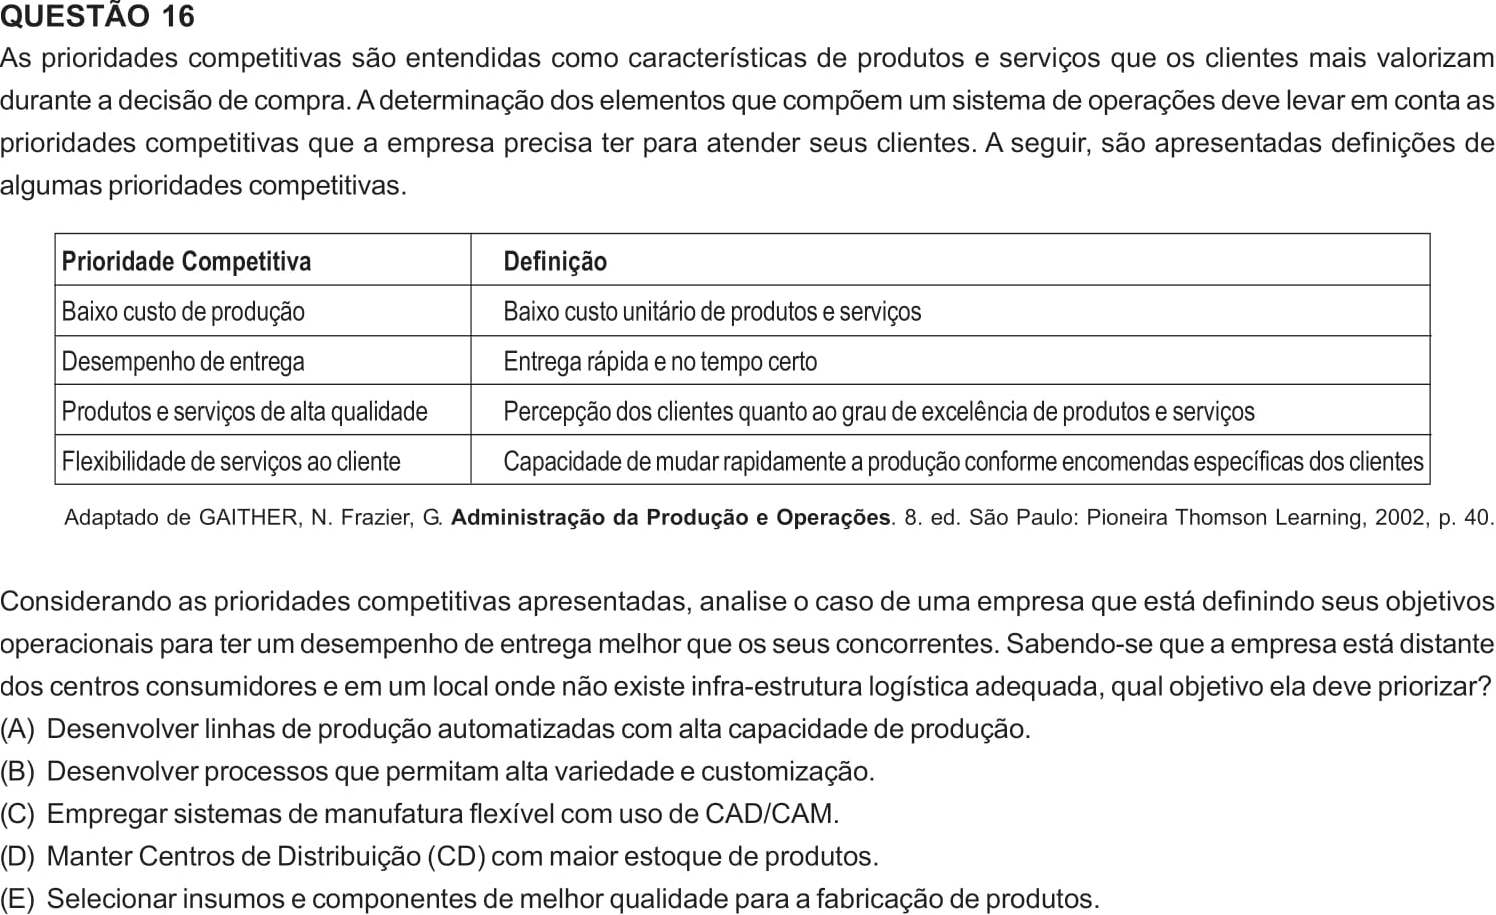 QUESTÃO 16
As prioridades competitivas são entendidas como características de produtos e serviços que os clientes mais valorizam
durante a decisão de compra. A determinação dos elementos que compõem um sistema de operações deve levar em conta as
prioridades competitivas que a empresa precisa ter para atender seus clientes. A seguir, são apresentadas definições de
algumas prioridades competitivas.
Prioridade Competitiva Definição
Baixo custo de produção Baixo custo unitário de produtos e serviços
Desempenho de entrega Entrega rápida e no tempo certo
Produtos e serviços de alta qualidade Percepção dos clientes quanto ao grau de excelência de produtos e serviços
Flexibilidade de serviços ao cliente Capacidade de mudar rapidamente a produção conforme encomendas específicas dos clientes
Adaptado de GAITHER, N. Frazier, G. Administração da Produção e Operações. 8. ed. São Paulo: Pioneira Thomson Learning, 2002, p. 40.
Considerando as prioridades competitivas apresentadas, analise o caso de uma empresa que está definindo seus objetivos
operacionais para ter um desempenho de entrega melhor que os seus concorrentes. Sabendo-se que a empresa está distante
dos centros consumidores e em um local onde não existe infra-estrutura logística adequada, qual objetivo ela deve priorizar?
(A) Desenvolver linhas de produção automatizadas com alta capacidade de produção.
(B) Desenvolver processos que permitam alta variedade e customização.
(C) Empregar sistemas de manufatura flexível com uso de CAD/CAM.
(D) Manter Centros de Distribuição (CD) com maior estoque de produtos.
(E) Selecionar insumos e componentes de melhor qualidade para a fabricação de produtos.